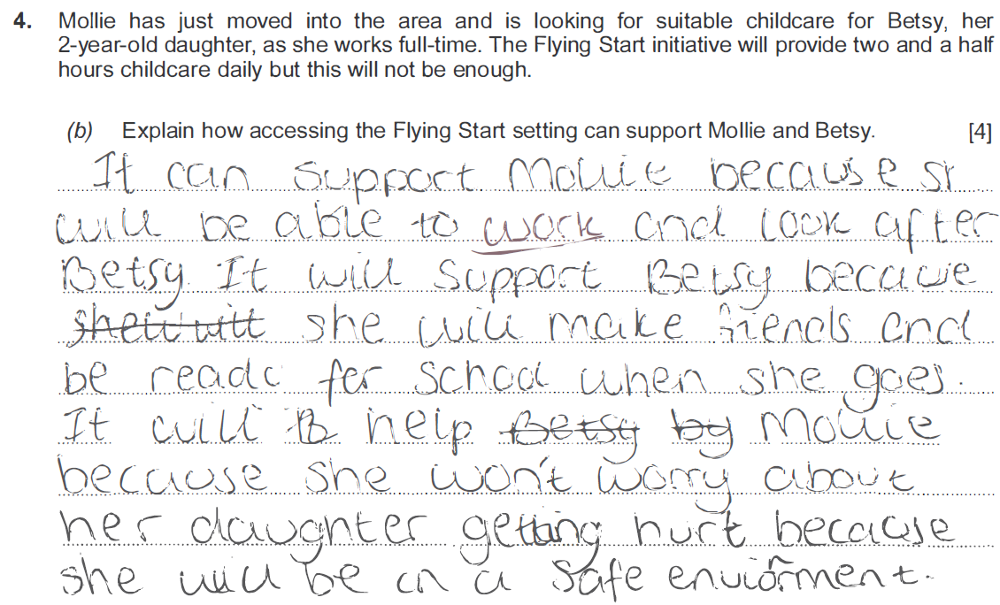 4. Mollie has just moved into the area and is looking for suitable childcare for Betsy, her
2-year-old daughter, as she works full-time. The Flying Start initiative will provide two and a half
hours childcare daily but this will not be enough.
(b) Explain how accessing the Flying Start setting can support Mollie and Betsy. [4]
It can support Mollie because
will be able to work and look after
Betsy. It will support Betsy because
she will make friends and
be for school when she goes.
It will help Betsy by Mollie
because she won't worry about
her daughter getting hurt because
she will be in a safe enviorment.